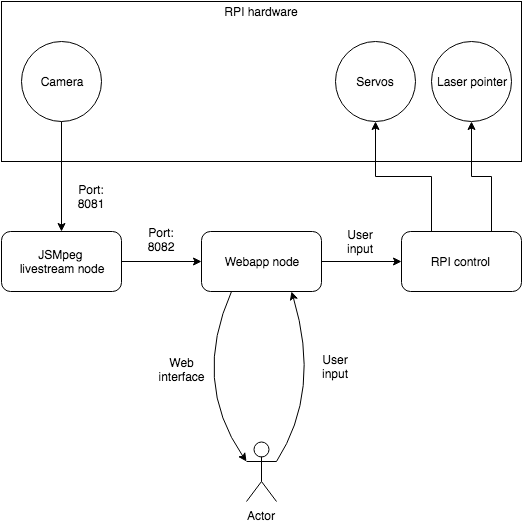 RPI hardware
Camera
Servos
Laser pointer
Port:
8081
JSMpeg
livestream node
Port:
8082
Webapp node
User
input
RPI control
Web
interface
User
input
Actor